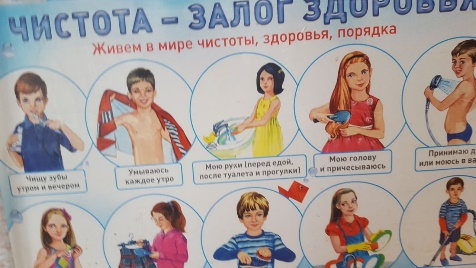 ЧИСТОТА – ЗАЛОГ ЗДОРОВЬЯ
Живем в мире чистоты, здоровья, порядка
Чищу зубы
утром и вечером
Умываюсь
каждое утро
Мою руки (перед едой,
после туалета и прогулки)
Мою голову
и причесываюсь
Принимаю
или моюсь в